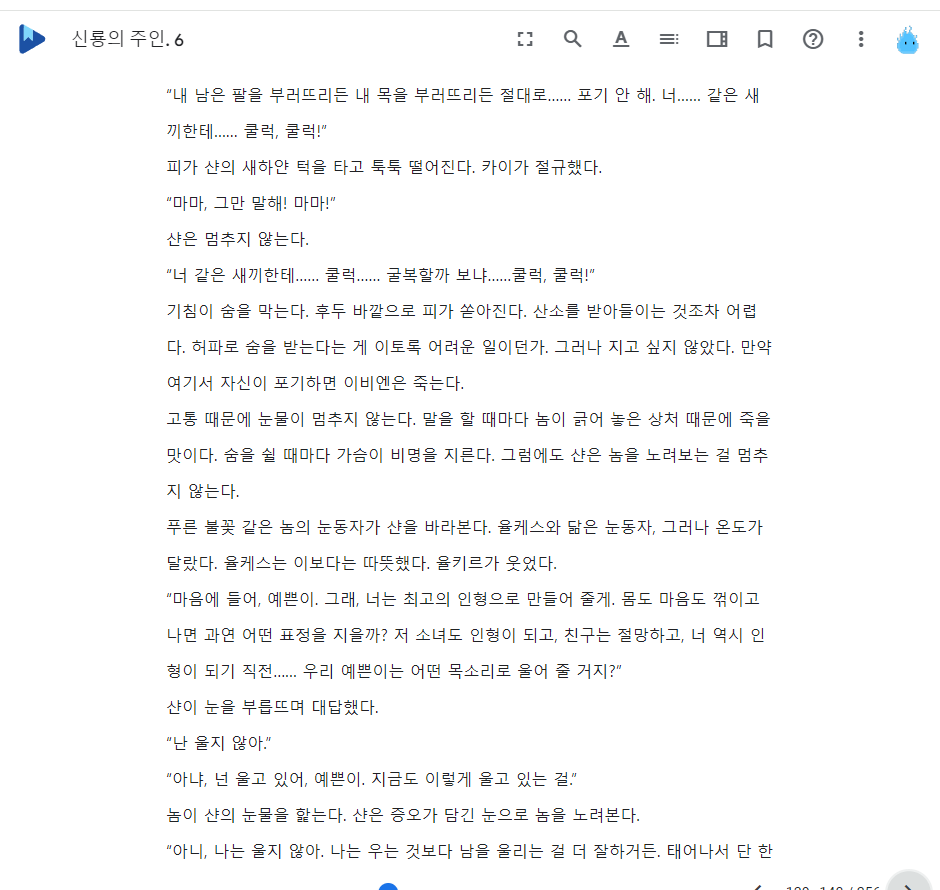 신룡의 주인. 6
"내 남은 팔을 부러뜨리든 내 목을 부러뜨리든 절대로…… 포기 안 해. 너…… 같은 새
끼한테…… 쿨럭, 쿨럭!"
피가 샨의 새하얀 턱을 타고 툭툭 떨어진다. 카이가 절규했다.
"마마, 그만 말해! 마마!"
샨은 멈추지 않는다.
"너 같은 새끼한테…… 쿨럭…… 굴복할까 보냐……쿨럭, 쿨럭!"
기침이 숨을 막는다. 후두 바깥으로 피가 쏟아진다. 산소를 받아들이는 것조차 어렵
다. 허파로 숨을 받는다는 게 이토록 어려운 일이던가. 그러나 지고 싶지 않았다. 만약
여기서 자신이 포기하면 이비엔은 죽는다.
고통 때문에 눈물이 멈추지 않는다. 말을 할 때마다 놈이 긁어 놓은 상처 때문에 죽을
맛이다. 숨을 쉴 때마다 가슴이 비명을 지른다. 그럼에도 샨은 놈을 노려보는 걸 멈추
지 않는다.
푸른 불꽃 같은 놈의 눈동자가 샨을 바라본다. 율케스와 닮은 눈동자, 그러나 온도가
달랐다. 율케스는 이보다는 따뜻했다. 율키르가 웃었다.
"마음에 들어, 예쁜이. 그래, 너는 최고의 인형으로 만들어 줄게. 몸도 마음도 꺾이고
나면 과연 어떤 표정을 지을까? 저 소녀도 인형이 되고, 친구는 절망하고, 너 역시 인
형이 되기 직전…… 우리 예쁜이는 어떤 목소리로 울어 줄 거지?"
샨이 눈을 부릅뜨며 대답했다.
"난 울지 않아."
"아냐, 넌 울고 있어, 예쁜이. 지금도 이렇게 울고 있는 걸."
놈이 샨의 눈물을 핥는다. 샨은 증오가 담긴 눈으로 놈을 노려본다.
"아니, 나는 울지 않아. 나는 우는 것보다 남을 울리는 걸 더 잘하거든. 태어나서 단 한